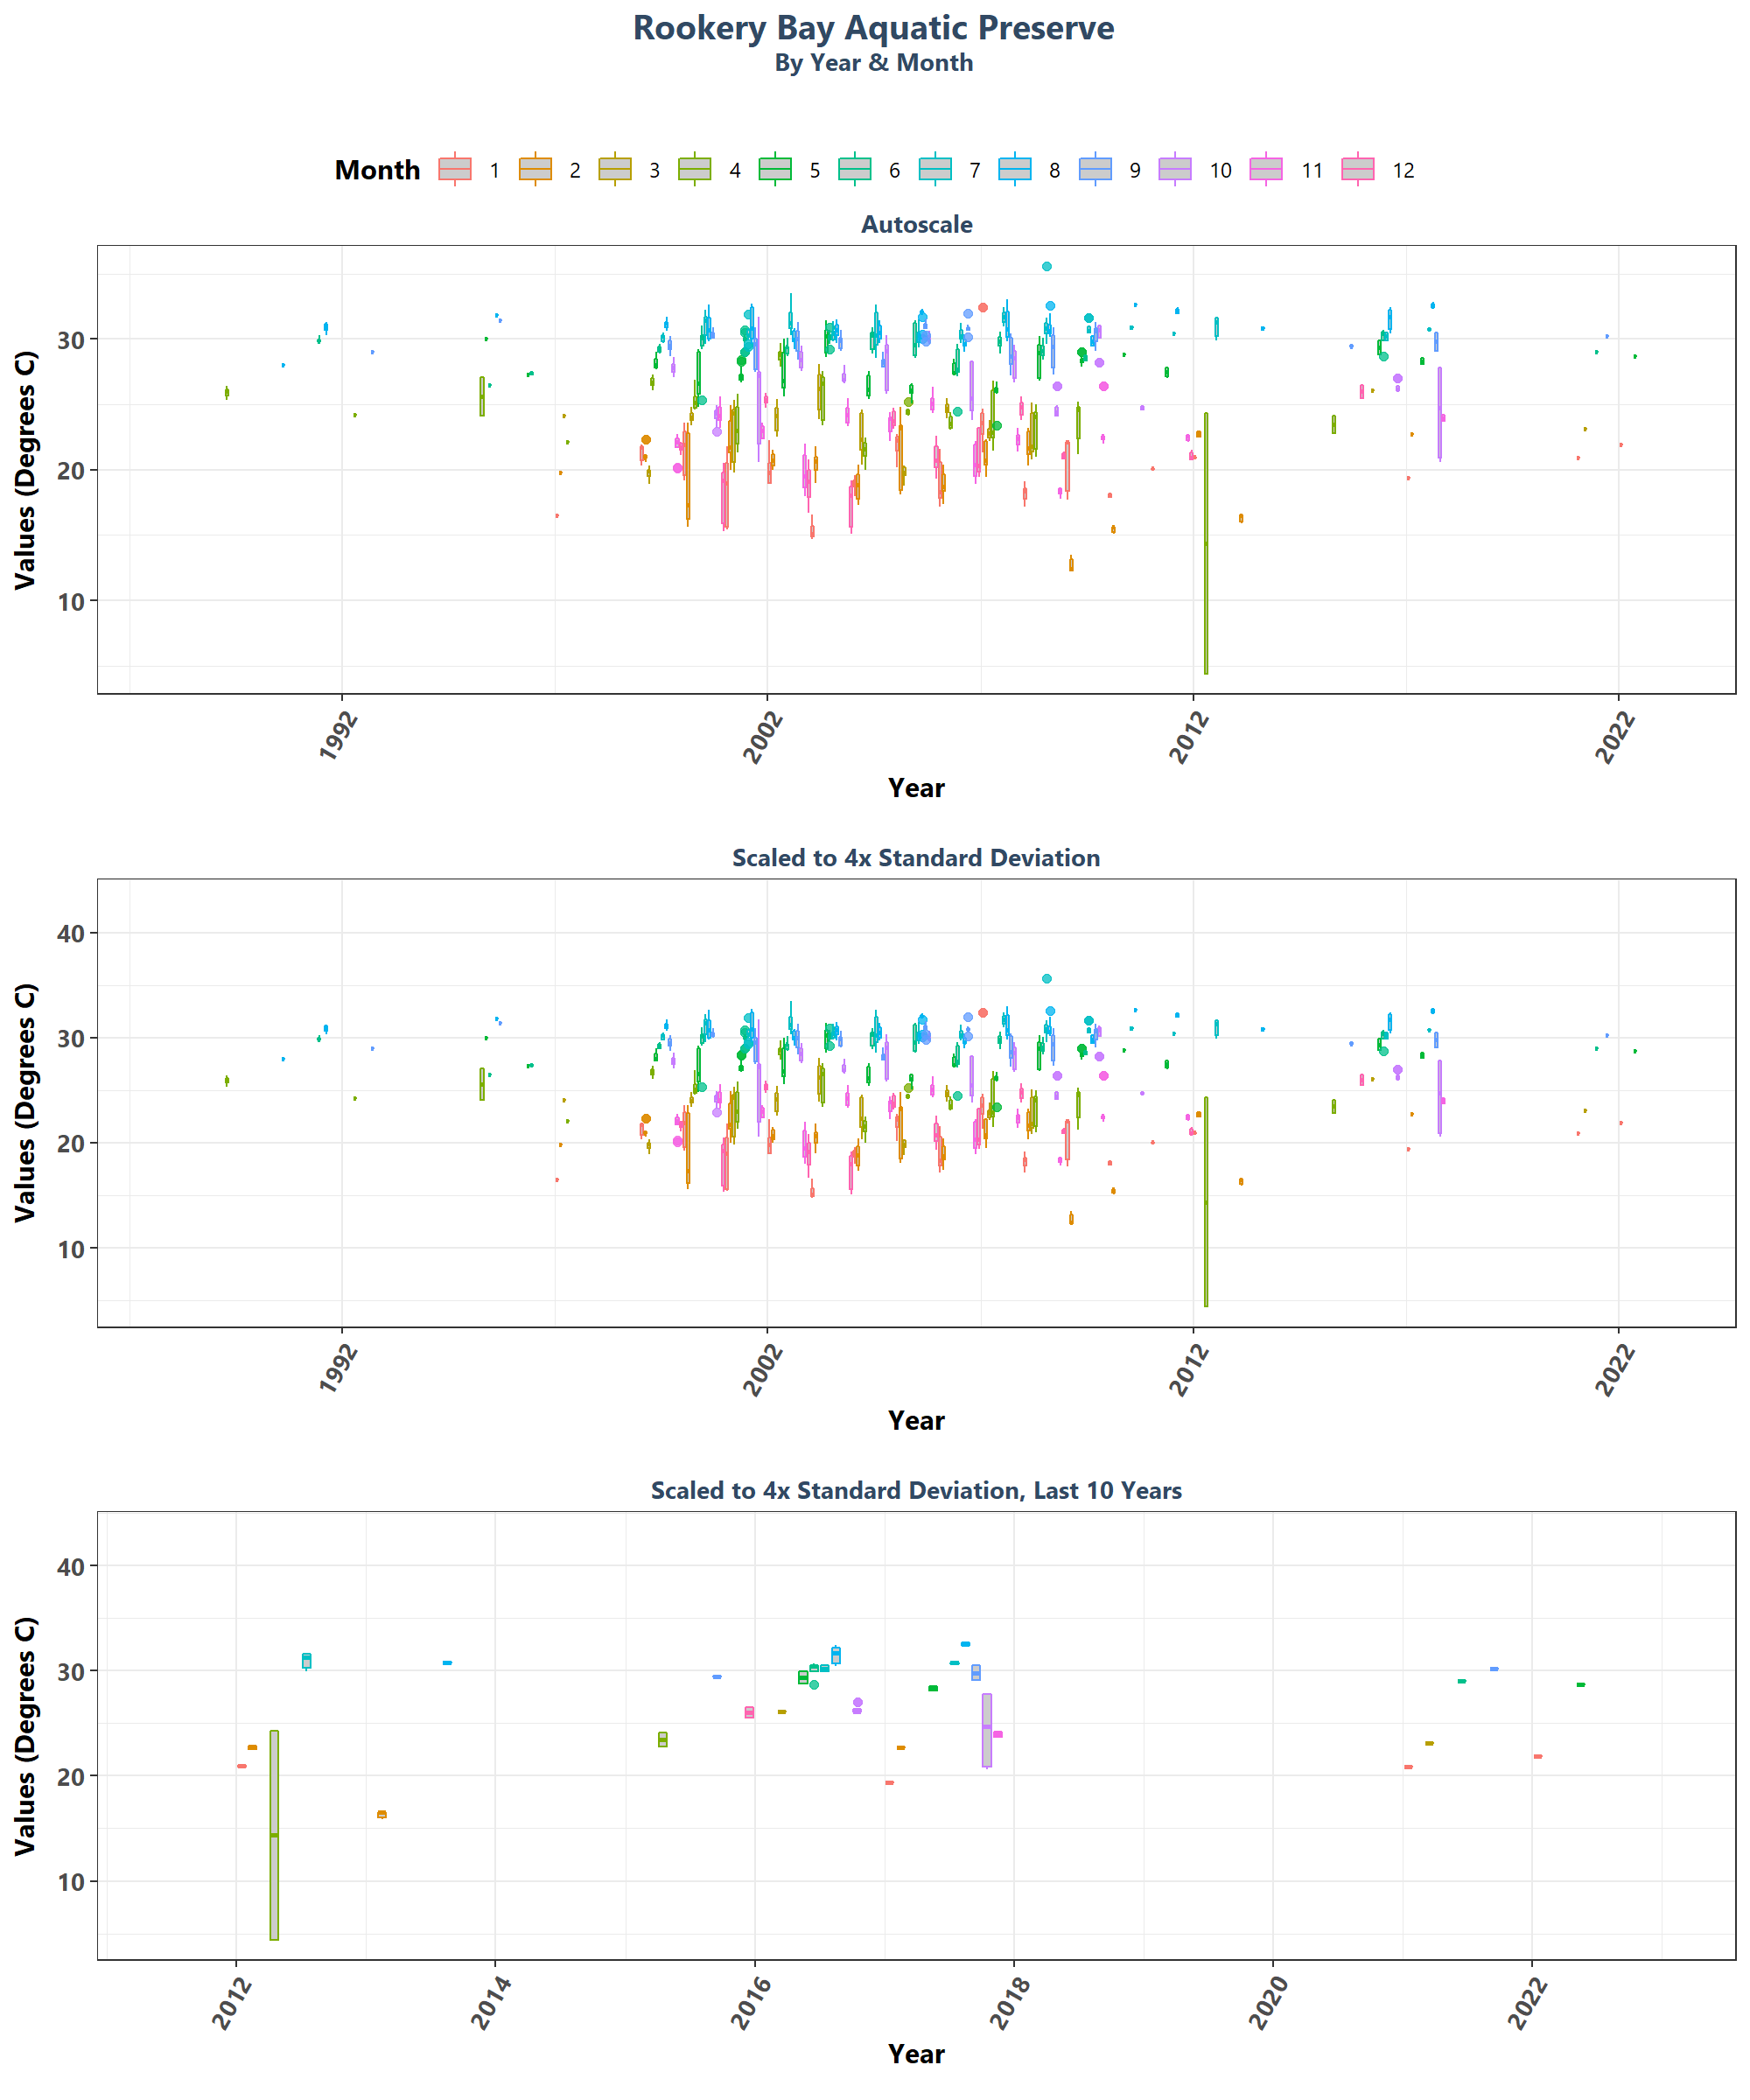 Rookery Bay Aquatic Preserve
By Year & Month
Month 1 2 3 4 5 6 7 8 9 10 11 12
Autoscale
Values (Degrees C)
30
20
10
1992 2002 2012 2022
Year
Scaled to 4x Standard Deviation
Values (Degrees C)
40
30
20
10
1992 2002 2012 2022
Year
Scaled to 4x Standard Deviation, Last 10 Years
Values (Degrees C)
40
30
20
10
2012 2014 2016 2018 2020 2022
Year